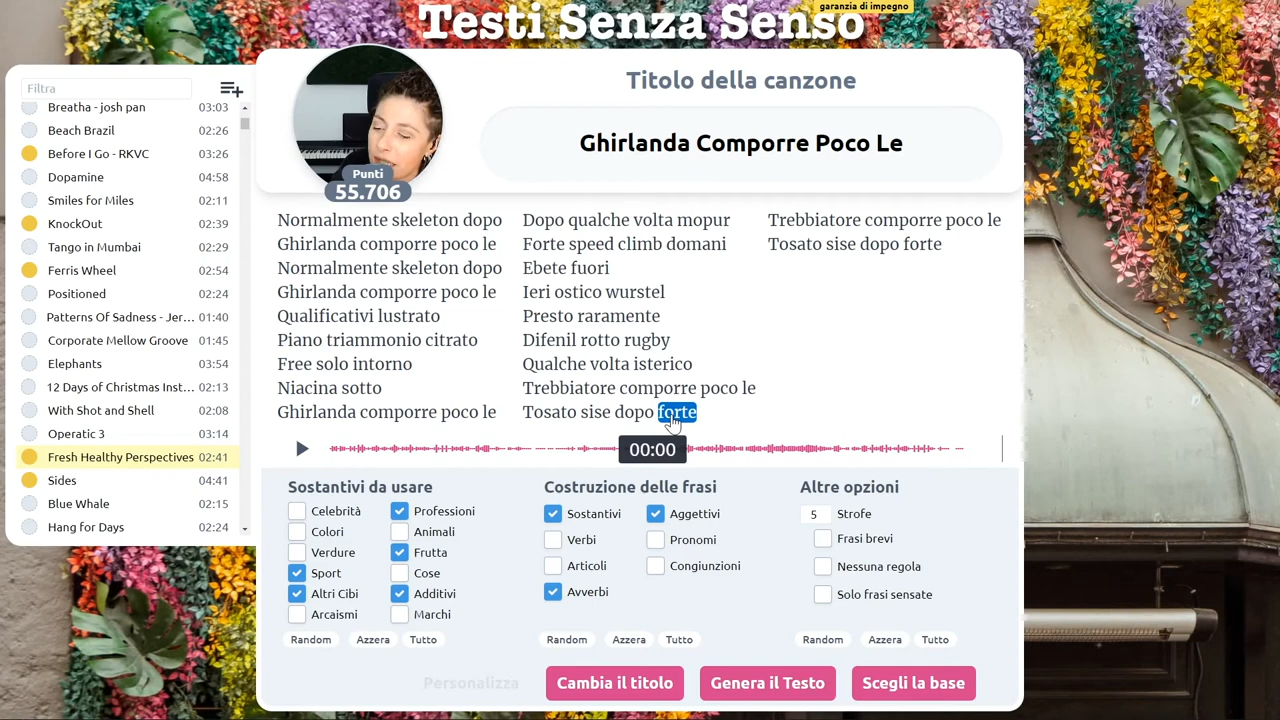 garanzia di impegno
Testi Senza Senso
Filtra
Breatha - josh pan 03:03
Beach Brazil 02:26
Before I Go - RKVC 03:26
Dopamine 04:58
Smiles for Miles 02:11
KnockOut 02:39
Tango in Mumbai 02:29
Ferris Wheel 02:54
Positioned 02:24
Patterns Of Sadness - Jer... 01:40
Corporate Mellow Groove 01:45
Elephants 03:54
12 Days of Christmas Inst... 02:13
With Shot and Shell 02:08
Operatic 3 03:14
Fresh Healthy Perspectives 02:41
Sides 04:41
Blue Whale 02:15
Hang for Days 02:24
Punti
55.706
Titolo della canzone
Ghirlanda Comporre Poco Le
Normalmente skeleton dopo
Ghirlanda comporre poco le
Normalmente skeleton dopo
Ghirlanda comporre poco le
Qualificativi lustrato
Piano triammonio citrato
Free solo intorno
Niacina sotto
Ghirlanda comporre poco le
Dopo qualche volta mopur
Forte speed climb domani
Ebete fuori
Ieri ostico wurstel
Presto raramente
Difenil rotto rugby
Qualche volta isterico
Trebbiatore comporre poco le
Tosato sise dopo forte
Trebbiatore comporre poco le
Tosato sise dopo forte
00:00
Sostantivi da usare
Celebrità Professioni
Colori Animali
Verdure Frutta
Sport Cose
Altri Cibi Additivi
Arcaismi Marchi
Random Azzera Tutto
Costruzione delle frasi
Sostantivi Aggettivi
Verbi Pronomi
Articoli Congiunzioni
Avverbi
Random Azzera Tutto
Altre opzioni
5 Strofe
Frasi brevi
Nessuna regola
Solo frasi sensate
Random Azzera Tutto
Personalizza Cambia il titolo Genera il Testo Scegli la base